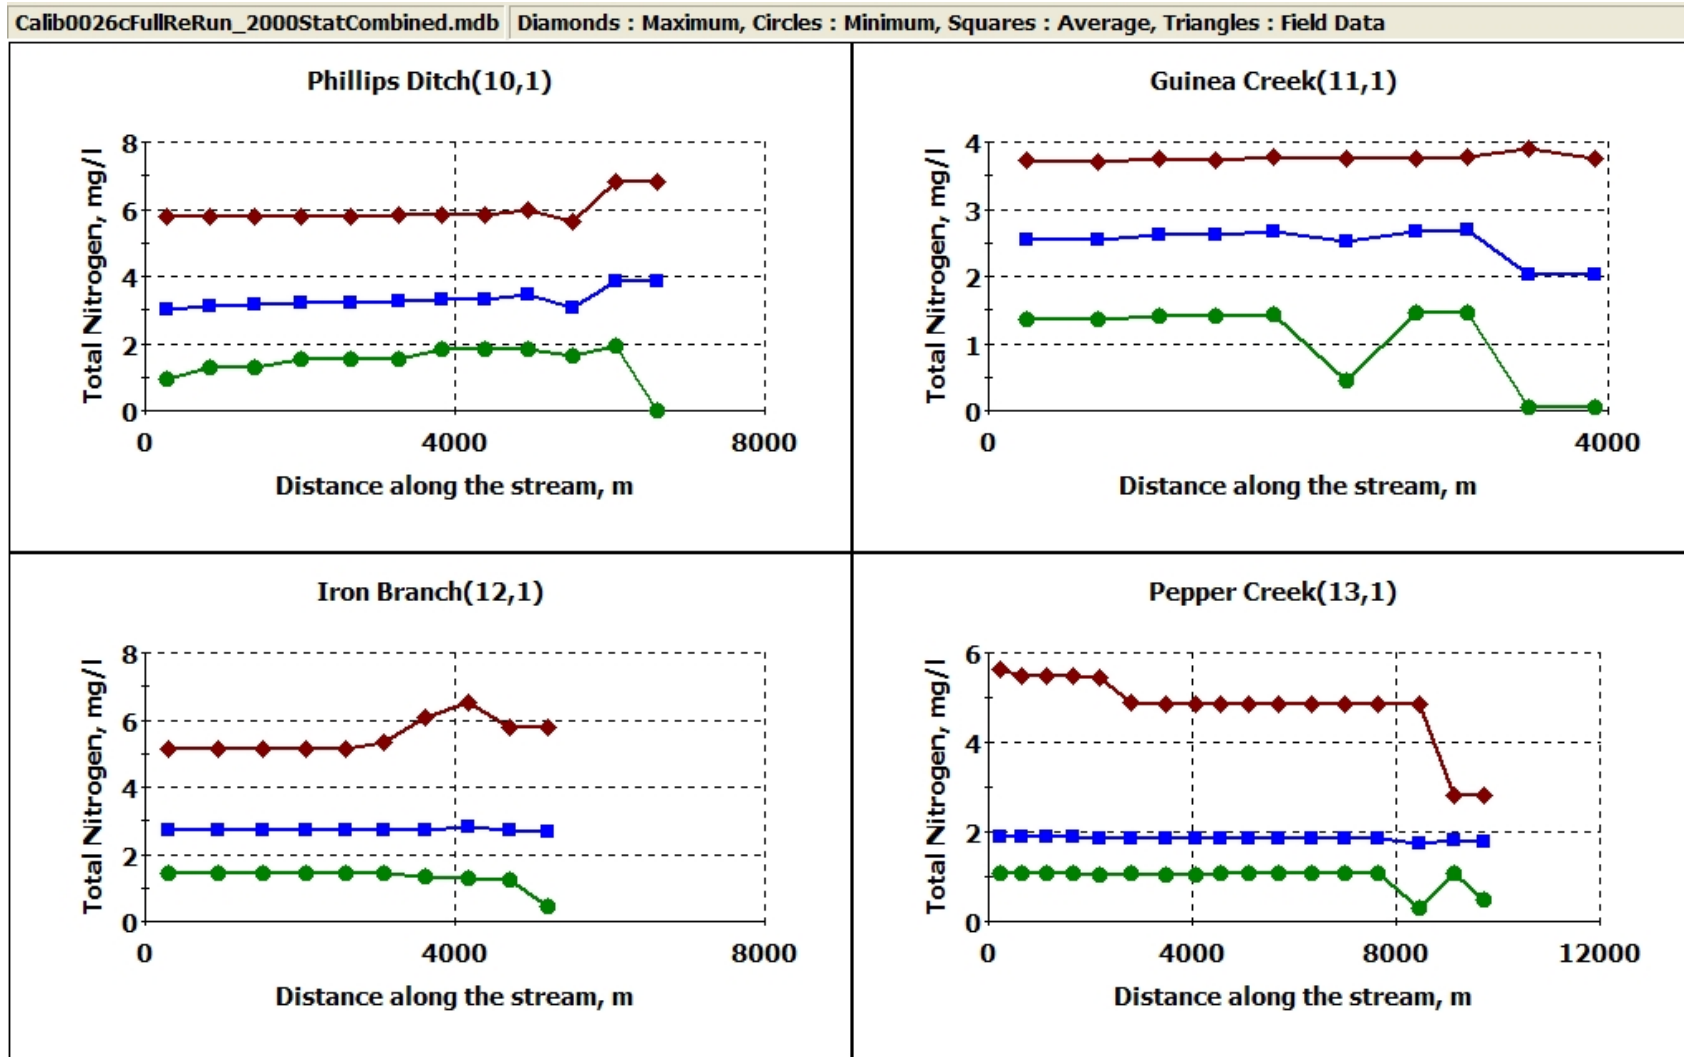 Calib0026cFullReRun_2000StatCombined.mdb
Diamonds : Maximum, Circles : Minimum, Squares : Average, Triangles : Field Data
Phillips Ditch(10,1)
Total Nitrogen, mg/l
8
6
4
2
0
0 4000 8000
Distance along the stream, m
Guinea Creek(11,1)
Total Nitrogen, mg/l
4
3
2
1
0
0 4000
Distance along the stream, m
Iron Branch(12,1)
Total Nitrogen, mg/l
8
6
4
2
0
0 4000 8000
Distance along the stream, m
Pepper Creek(13,1)
Total Nitrogen, mg/l
6
4
2
0
0 4000 8000 12000
Distance along the stream, m